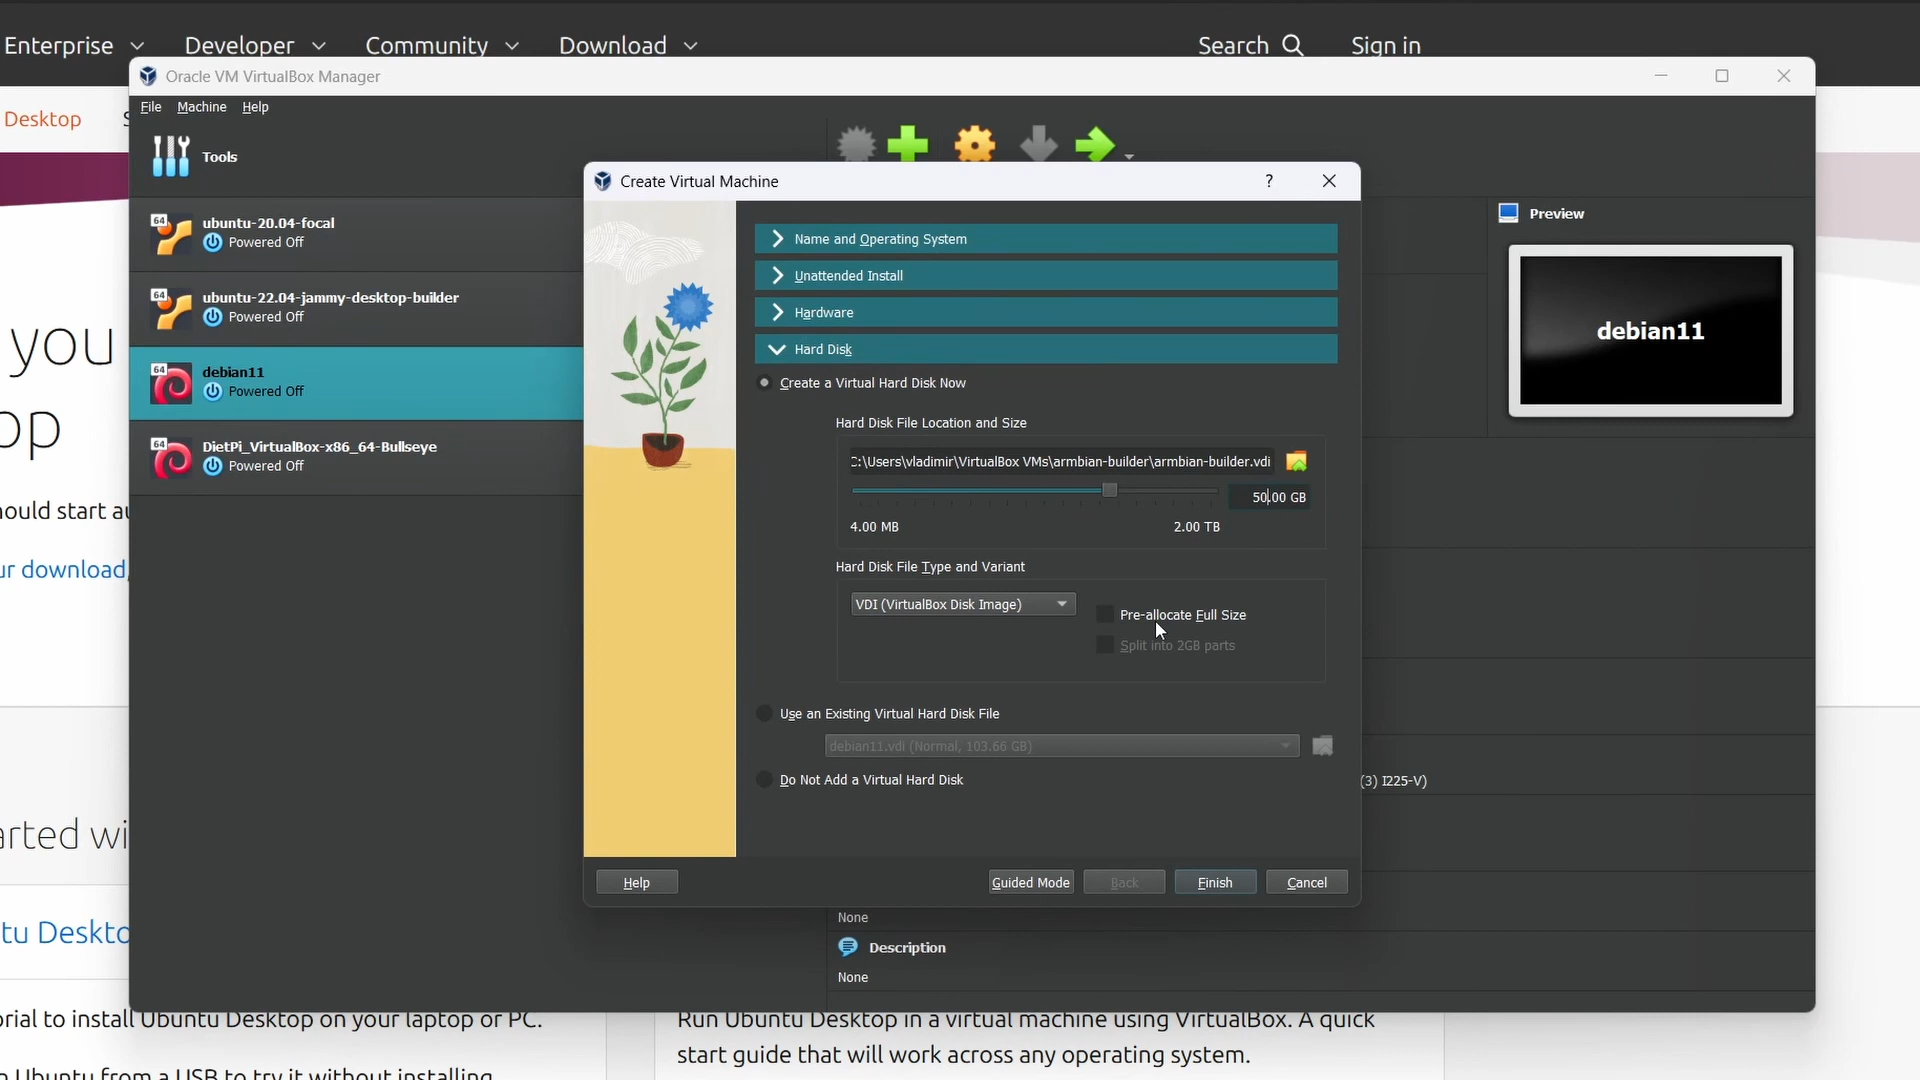 Enterprise
Developer
Community
Download
Search
Sign in
Oracle VM VirtualBox Manager
Desktop
File
Machine
Help
Tools
Create Virtual Machine
?
64
ubuntu-20.04-focal
Powered Off
64
ubuntu-22.04-jammy-desktop-builder
Powered Off
64
debian11
Powered Off
64
DietPi_VirtualBox-x86_64-Bullseye
Powered Off
Name and Operating System
Unattended Install
Hardware
Hard Disk
Create a Virtual Hard Disk Now
Hard Disk File Location and Size
:\Users\vladimir\VirtualBox VMs\armbian-builder\armbian-builder.vdi
50.00 GB
4.00 MB
2.00 TB
Hard Disk File Type and Variant
VDI (VirtualBox Disk Image)
Pre-allocate Full Size
Split into 2GB parts
Use an Existing Virtual Hard Disk File
debian11.vdi (Normal, 103.66 GB)
Do Not Add a Virtual Hard Disk
Help
Guided Mode
Back
Finish
Cancel
Preview
debian11
(3) I225-V)
None
Description
None
you
op
ould start au
ur download,
arted wi
tu Deskto
orial to install Ubuntu Desktop on your laptop or PC.
Ubuntu from a USB to try it without installing
Run Ubuntu Desktop in a virtual machine using VirtualBox. A quick
start guide that will work across any operating system.